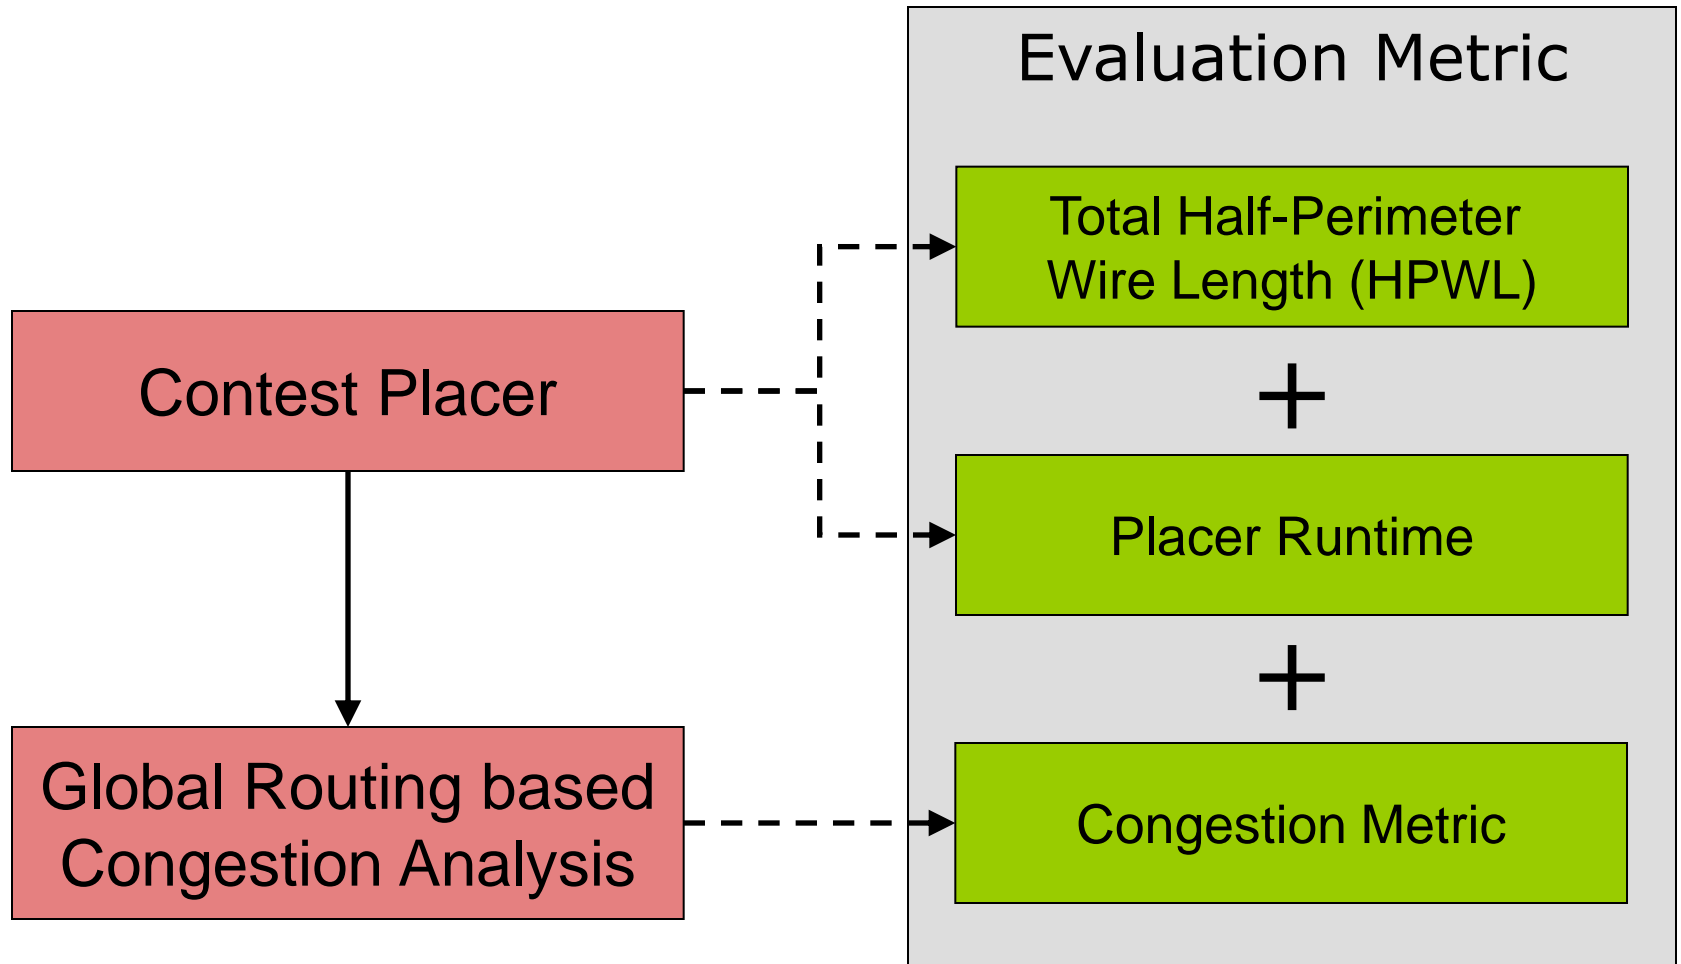 Evaluation Metric
Total Half-Perimeter
Wire Length (HPWL)
+
Contest Placer
Placer Runtime
+
Global Routing based
Congestion Analysis
Congestion Metric